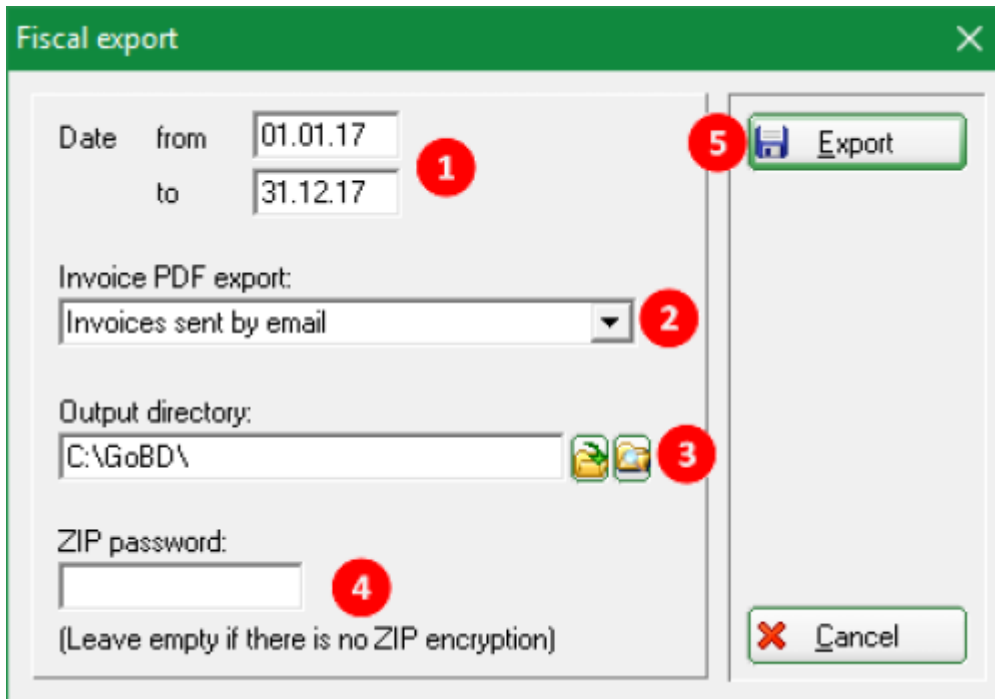 Fiscal export
Date from 01.01.17
1
to 31.12.17
5 Export
Invoice PDF export:
Invoices sent by email
2
Output directory:
C:\GoBD\
3
ZIP password:
4
(Leave empty if there is no ZIP encryption)
Cancel